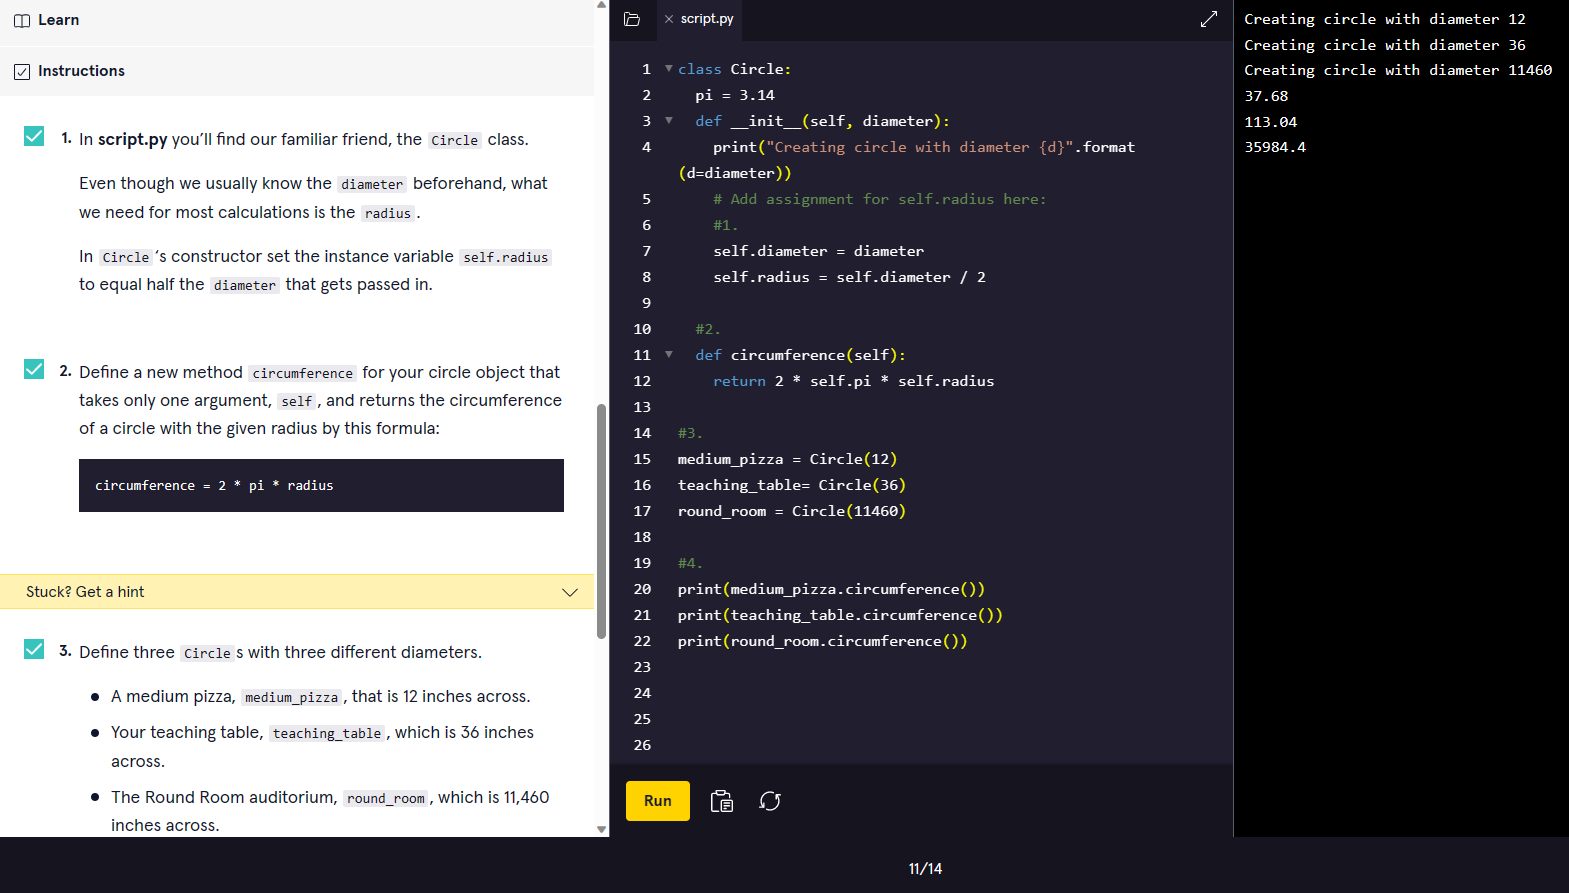 Learn
Instructions
1. In script.py you’ll find our familiar friend, the Circle class.
Even though we usually know the diameter beforehand, what
we need for most calculations is the radius.
In Circle ‘s constructor set the instance variable self.radius
to equal half the diameter that gets passed in.
2. Define a new method circumference for your circle object that
takes only one argument, self, and returns the circumference
of a circle with the given radius by this formula:
circumference = 2 * pi * radius
Stuck? Get a hint
3. Define three Circle s with three different diameters.
• A medium pizza, medium_pizza, that is 12 inches across.
• Your teaching table, teaching_table, which is 36 inches
across.
• The Round Room auditorium, round_room, which is 11,460
inches across.
script.py
1 class Circle:
2 pi = 3.14
3 def __init__(self, diameter):
4 print("Creating circle with diameter {d}".format
(d=diameter))
5 # Add assignment for self.radius here:
6 #1.
7 self.diameter = diameter
8 self.radius = self.diameter / 2
9
10 #2.
11 def circumference(self):
12 return 2 * self.pi * self.radius
13
14 #3.
15 medium_pizza = Circle(12)
16 teaching_table= Circle(36)
17 round_room = Circle(11460)
18
19 #4.
20 print(medium_pizza.circumference())
21 print(teaching_table.circumference())
22 print(round_room.circumference())
23
24
25
26
Run
Creating circle with diameter 12
Creating circle with diameter 36
Creating circle with diameter 11460
37.68
113.04
35984.4
11/14